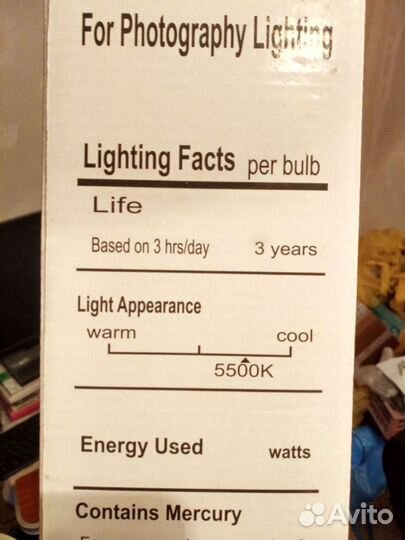 For Photography Lighting
Lighting Facts per bulb
Life
Based on 3 hrs/day 3 years
Light Appearance
warm cool
5500K
Energy Used watts
Contains Mercury
Avito